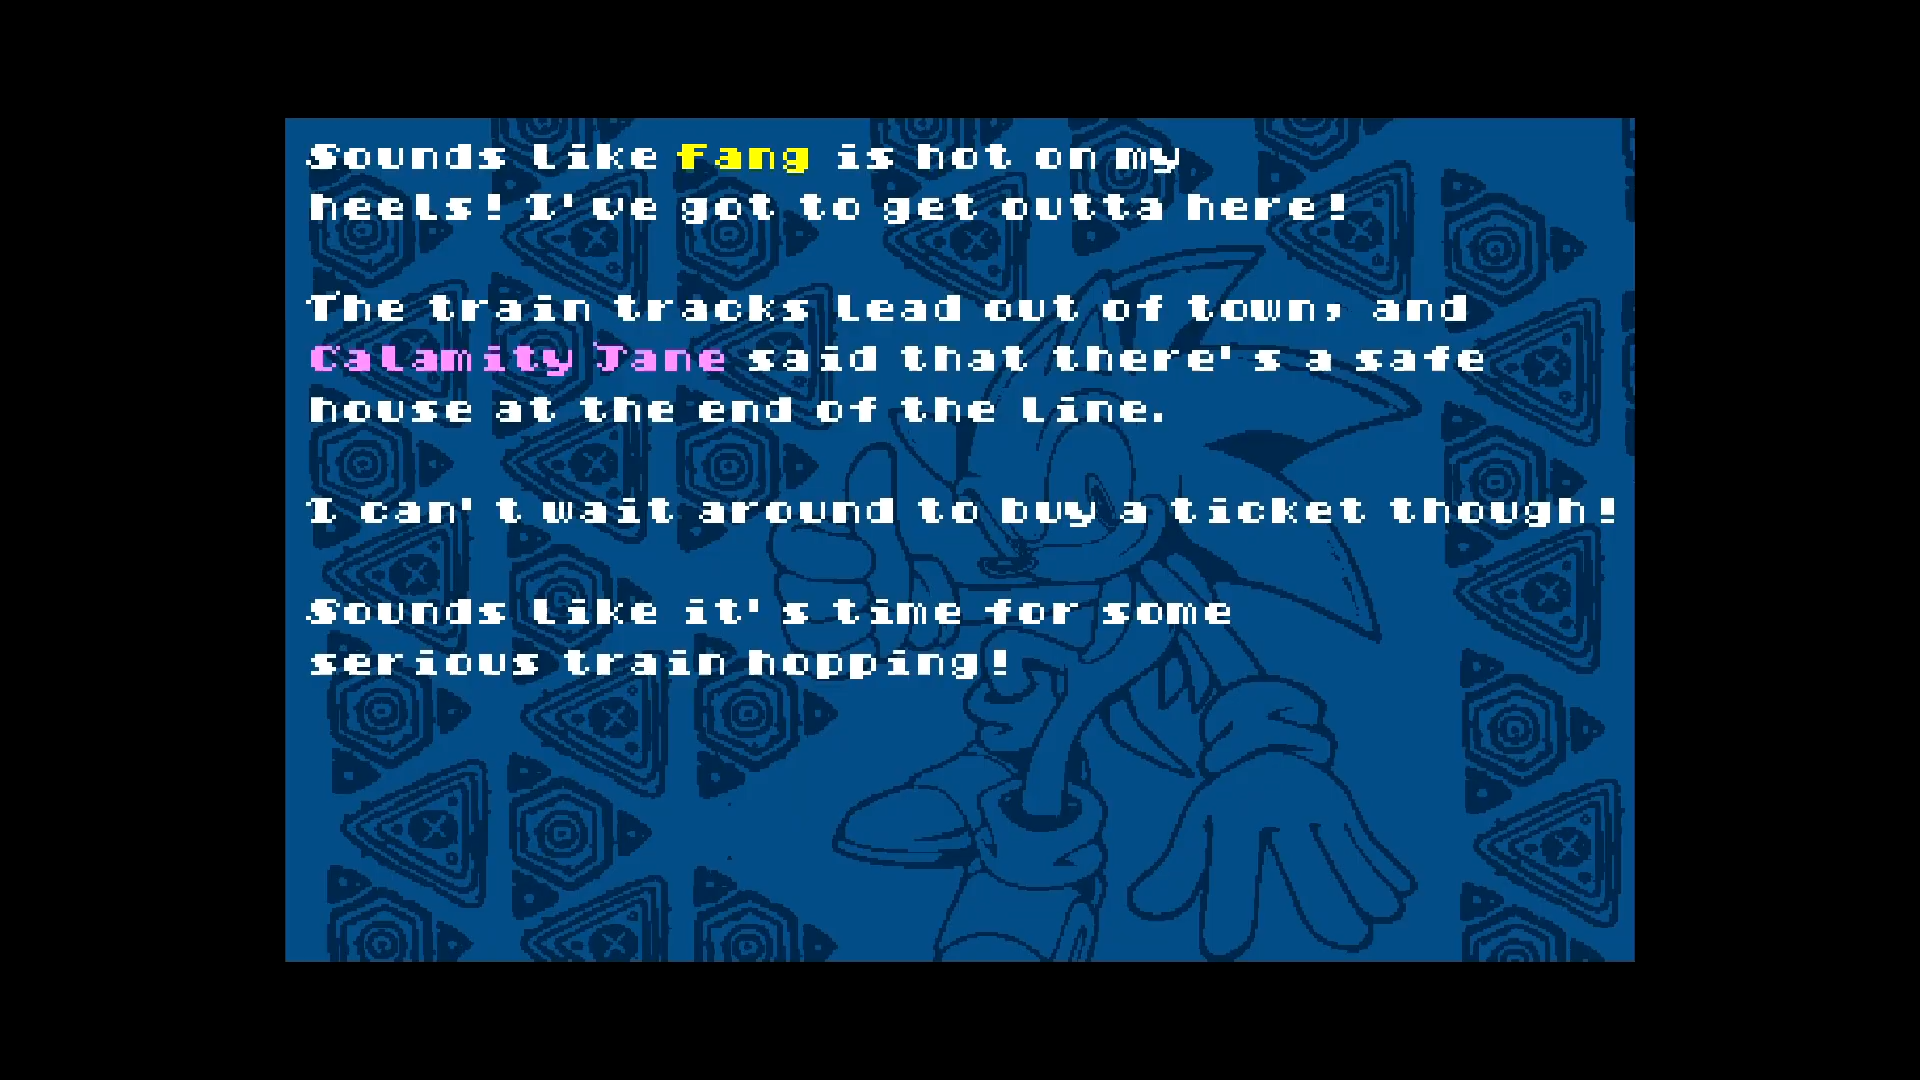 Sounds like Fang is hot on my
heels! I've got to get outta here!
The train tracks lead out of town, and
Calamity Jane said that there's a safe
house at the end of the line.
I can't wait around to buy a ticket though!
Sounds like it's time for some
serious train hopping!